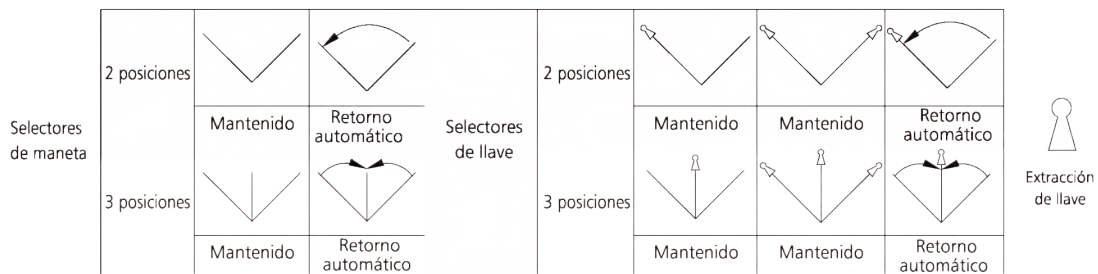 Selectores
de maneta
2 posiciones
Mantenido
Retorno
automático
3 posiciones
Mantenido
Retorno
automático
Selectores
de llave
2 posiciones
Mantenido
Mantenido
Retorno
automático
3 posiciones
Mantenido
Mantenido
Retorno
automático
Extracción
de llave